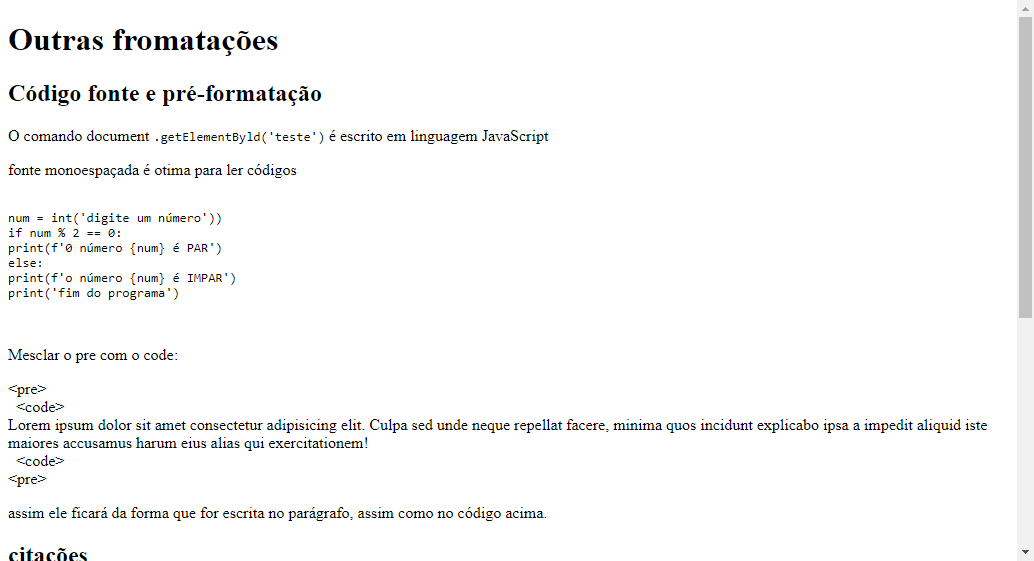 Outras fromatações
Código fonte e pré-formatação
O comando document .getElementByld('teste') é escrito em linguagem JavaScript
fonte monoespaçada é otima para ler códigos
num = int('digite um número'))
if num % 2 == 0:
print(f'0 número {num} é PAR')
else:
print(f'o número {num} é IMPAR')
print('fim do programa')
Mesclar o pre com o code:
<pre>
<code>
Lorem ipsum dolor sit amet consectetur adipisicing elit. Culpa sed unde neque repellat facere, minima quos incidunt explicabo ipsa a impedit aliquid iste
maiores accusamus harum eius alias qui exercitationem!
<code>
<pre>
assim ele ficará da forma que for escrita no parágrafo, assim como no código acima.
citações